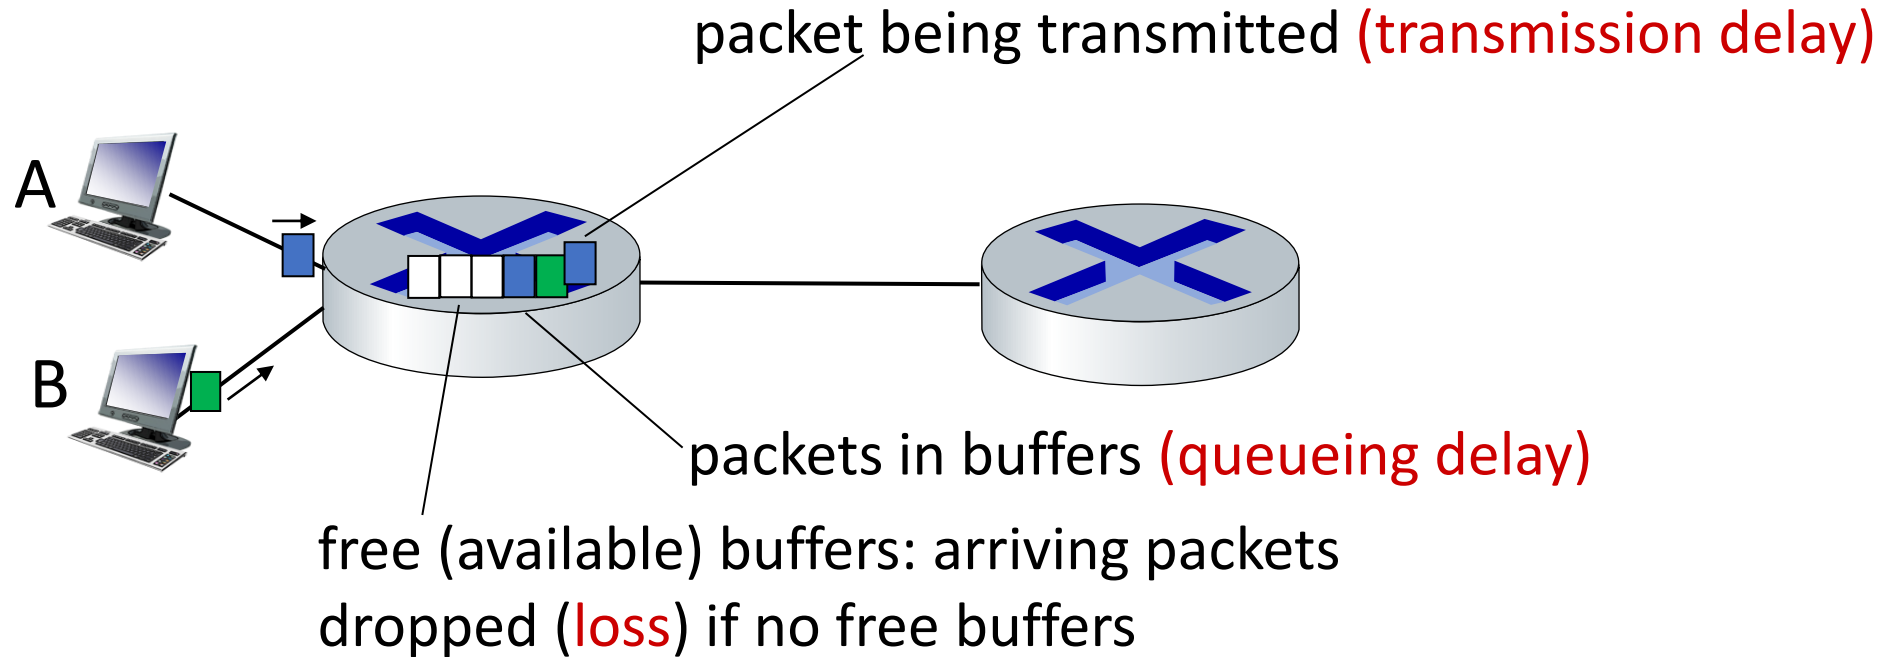 packet being transmitted (transmission delay)
A
B
packets in buffers (queueing delay)
free (available) buffers: arriving packets
dropped (loss) if no free buffers